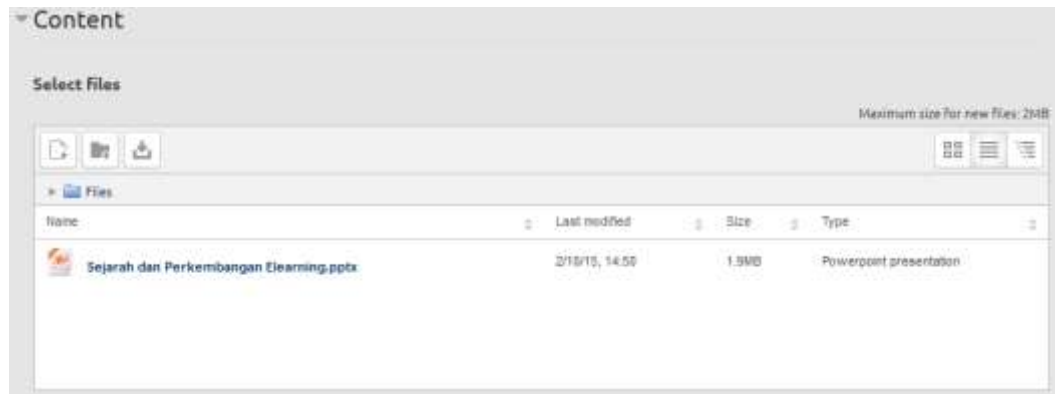 Content
Select files
Maximum size for new files: 2MB
Files
Name Last modified Size Type
Sejarah dan Perkembangan Elearning.pptx 2/10/15, 14:50 1.9MB Powerpoint presentation